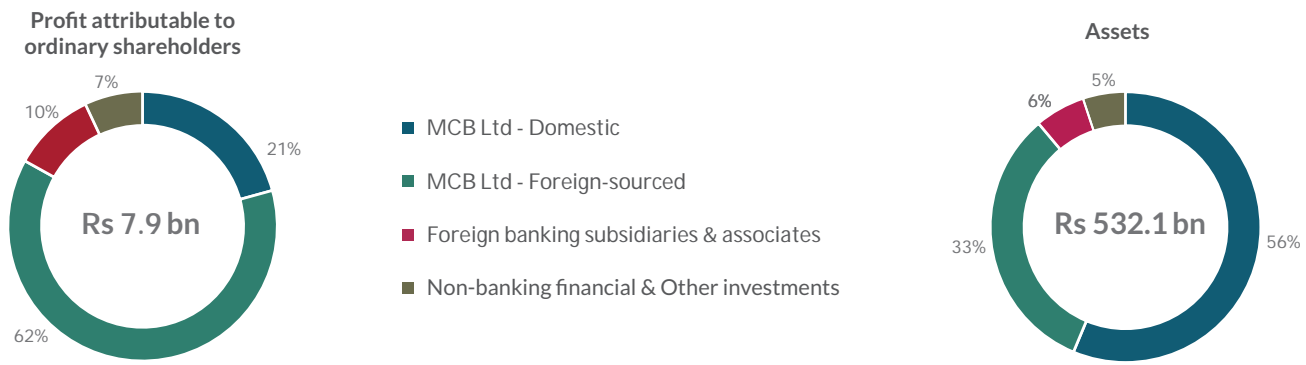 Profit attributable to
ordinary shareholders
7%
10%
21%
Rs 7.9 bn
62%
MCB Ltd - Domestic
MCB Ltd - Foreign-sourced
Foreign banking subsidiaries & associates
Non-banking financial & Other investments
Assets
5%
6%
Rs 532.1 bn
33%
56%